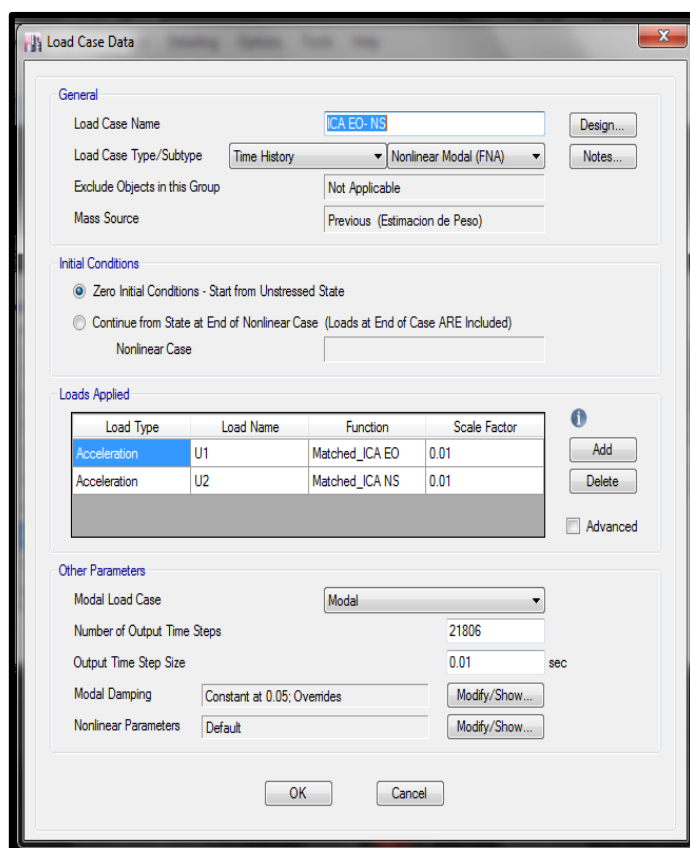 Load Case Data
Detailing Options Tools Help
General
Load Case Name ICA EO- NS Design...
Load Case Type/Subtype Time History Nonlinear Modal (FNA) Notes...
Exclude Objects in this Group Not Applicable
Mass Source Previous (Estimacion de Peso)
Initial Conditions
Zero Initial Conditions - Start from Unstressed State
Continue from State at End of Nonlinear Case (Loads at End of Case ARE Included)
Nonlinear Case
Loads Applied
Load Type Load Name Function Scale Factor
Acceleration U1 Matched_ICA EO 0.01 Add
Acceleration U2 Matched_ICA NS 0.01 Delete
Advanced
Other Parameters
Modal Load Case Modal
Number of Output Time Steps 21806
Output Time Step Size 0.01 sec
Modal Damping Constant at 0.05; Overrides Modify/Show...
Nonlinear Parameters Default Modify/Show...
OK Cancel